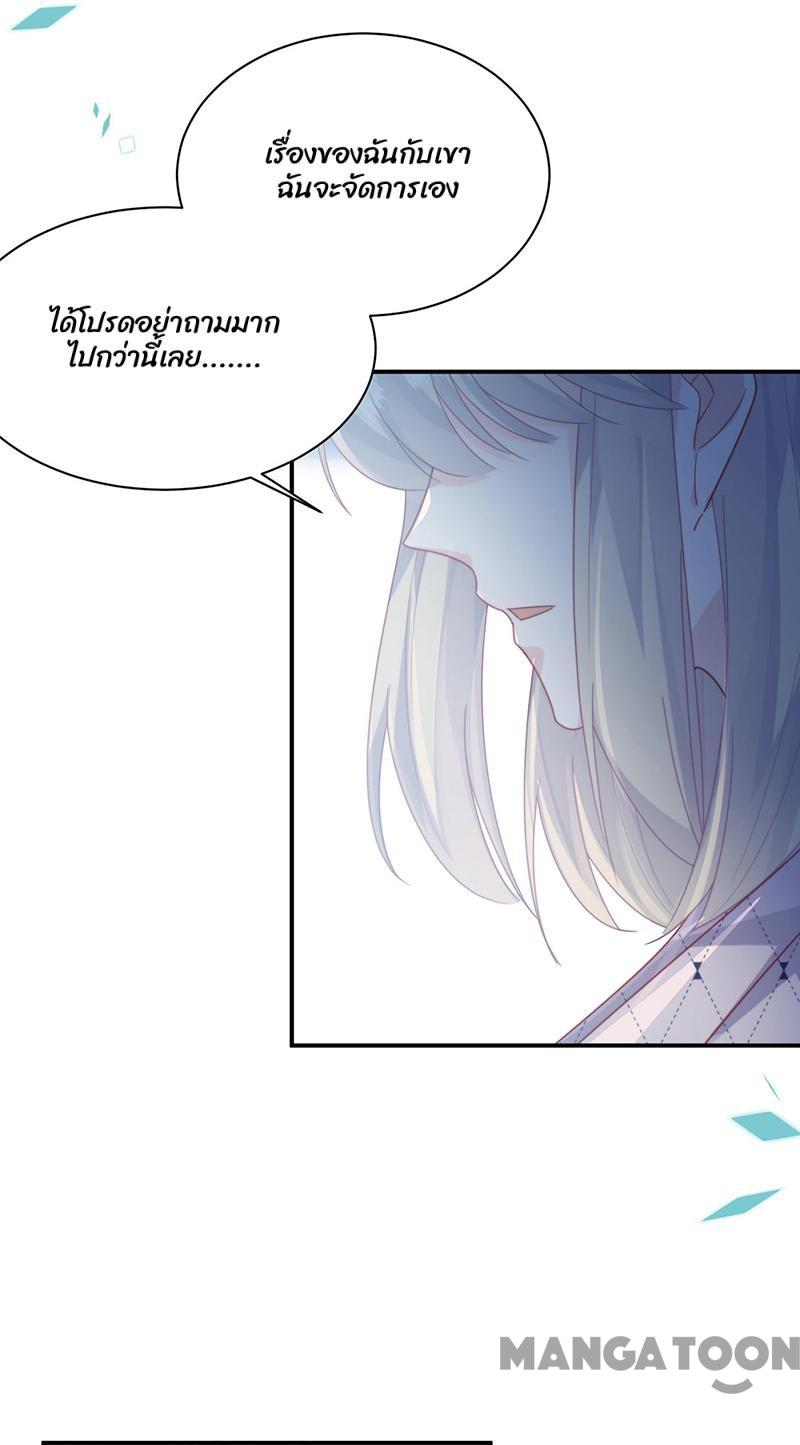 เรื่องของฉันกับเขา
ฉันจะจัดการเอง
ได้โปรดอย่าถามมาก
ไปกว่านี้เลย.......
MANGA TOON